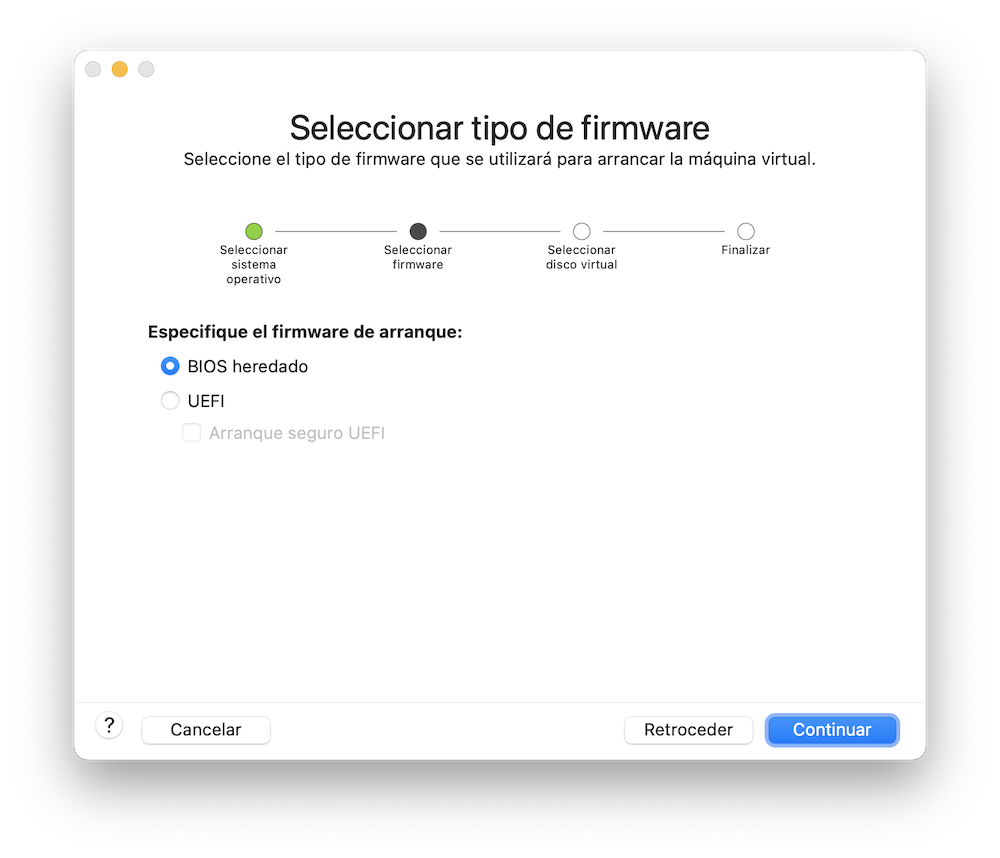 Seleccionar tipo de firmware
Seleccione el tipo de firmware que se utilizará para arrancar la máquina virtual.
Seleccionar
sistema
operativo
Seleccionar
firmware
Seleccionar
disco virtual
Finalizar
Especifique el firmware de arranque:
BIOS heredado
UEFI
Arranque seguro UEFI
?
Cancelar
Retroceder
Continuar